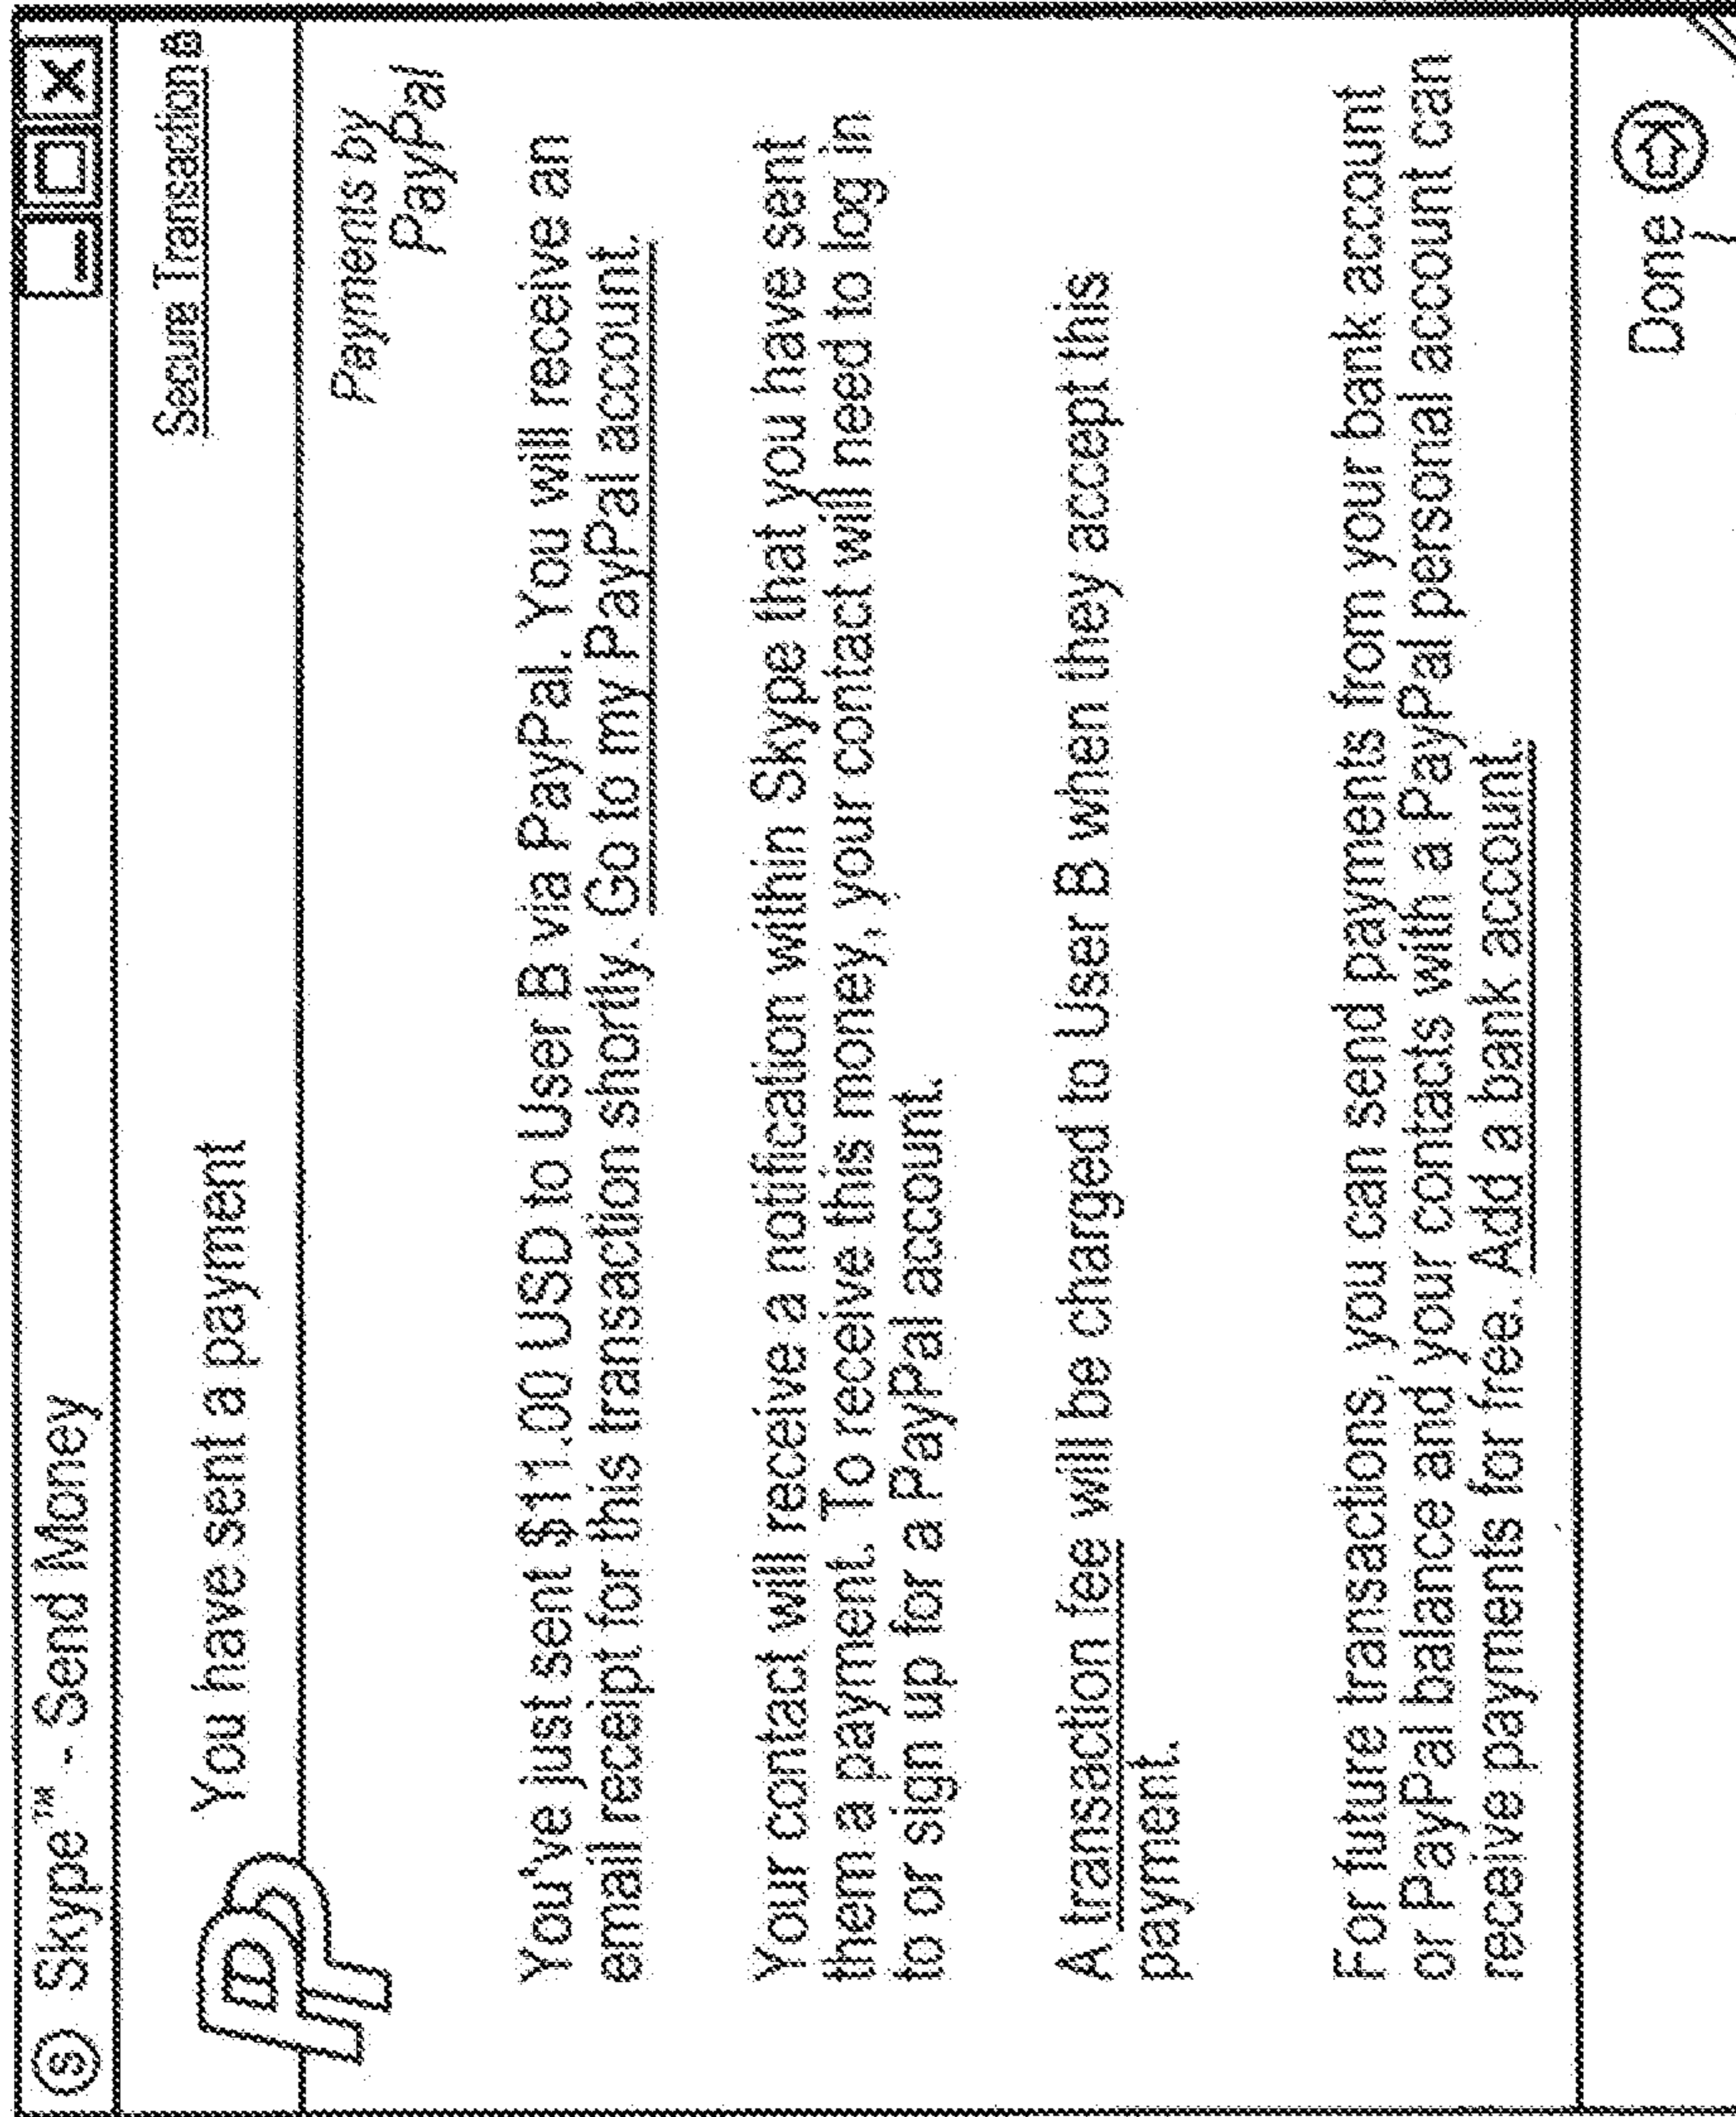 S Skype™ - Send Money
You have sent a payment
Secure Transaction
Payments by
PayPal
You've just sent $11.00 USD to User B via PayPal. You will receive an
email receipt for this transaction shortly. Go to my PayPal account.
Your contact will receive a notification within Skype that you have sent
them a payment. To receive this money, your contact will need to log in
to or sign up for a PayPal account.
A transaction fee will be charged to User B when they accept this
payment.
For future transactions, you can send payments from your bank account
or PayPal balance and your contacts with a PayPal personal account can
receive payments for free. Add a bank account.
Done